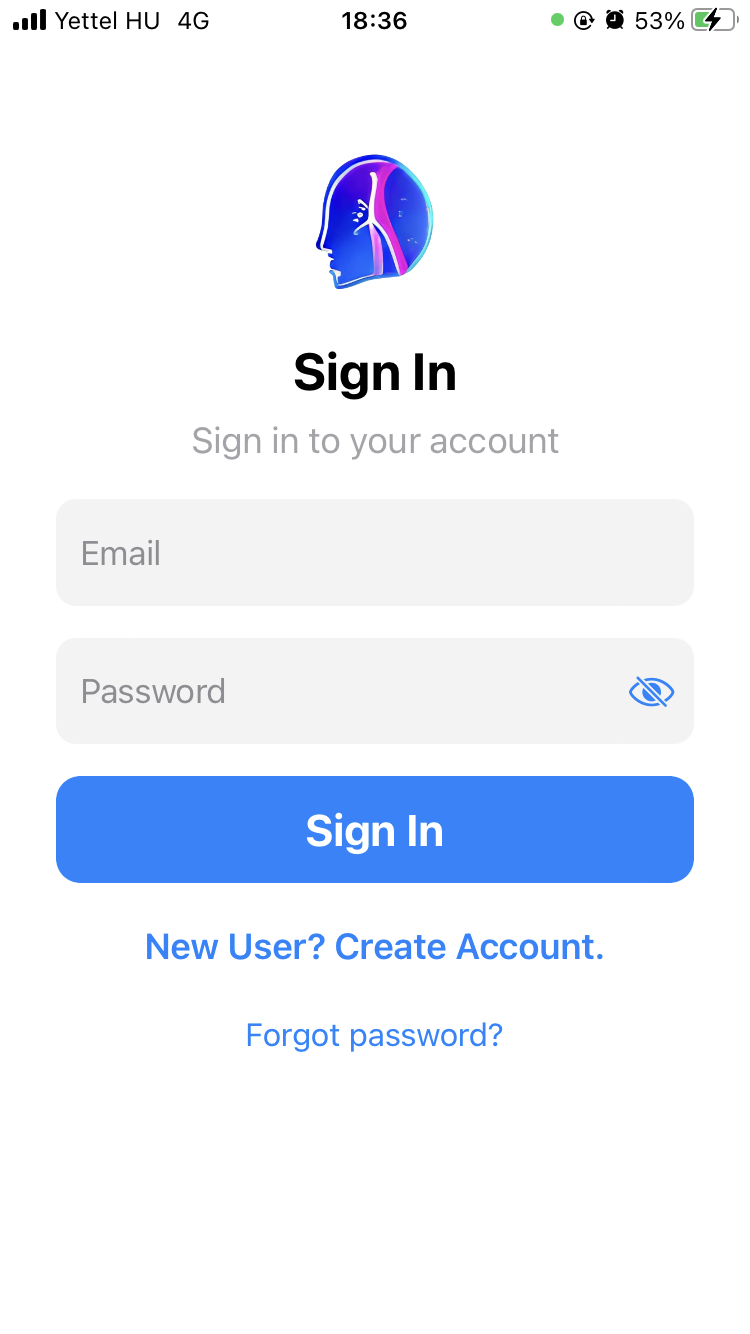 Yettel HU 4G 18:36 53%
Sign In
Sign in to your account
Email
Password
Sign In
New User? Create Account.
Forgot password?